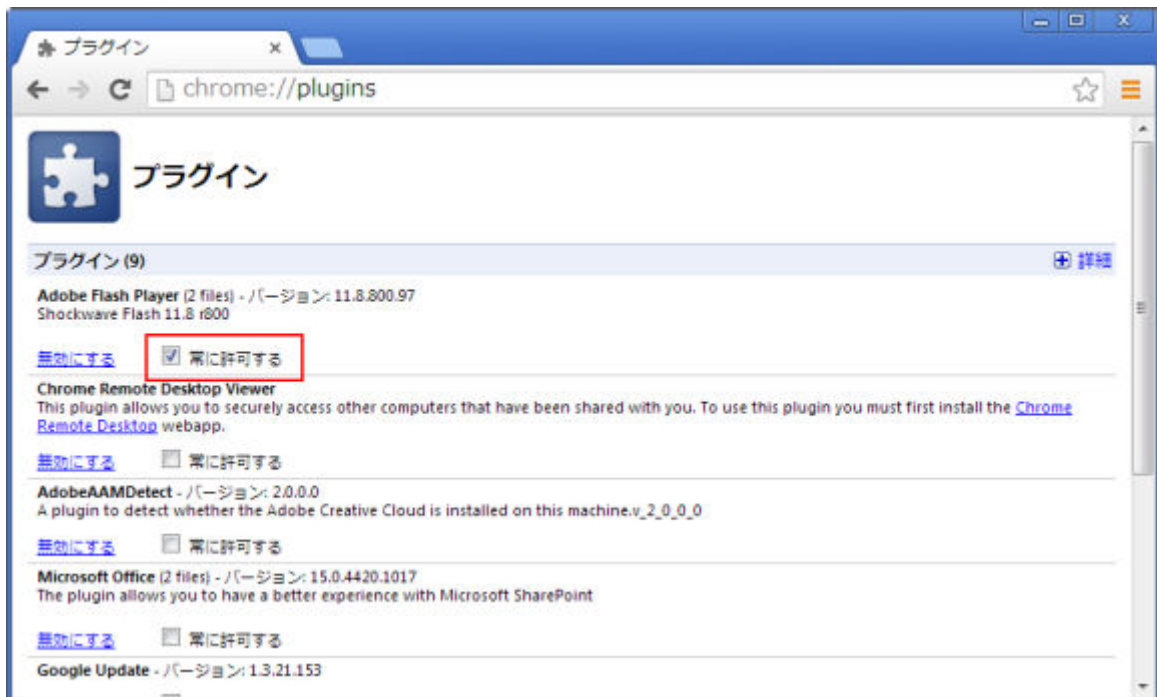 プラグイン
chrome://plugins
プラグイン
プラグイン (9)
詳細
Adobe Flash Player (2 files) - バージョン: 11.8.800.97
Shockwave Flash 11.8 r800
無効にする 常に許可する
Chrome Remote Desktop Viewer
This plugin allows you to securely access other computers that have been shared with you. To use this plugin you must first install the Chrome
Remote Desktop webapp.
無効にする 常に許可する
AdobeAAMDetect - バージョン: 2.0.0.0
A plugin to detect whether the Adobe Creative Cloud is installed on this machine.v_2_0_0_0
無効にする 常に許可する
Microsoft Office (2 files) - バージョン: 15.0.4420.1017
The plugin allows you to have a better experience with Microsoft SharePoint
無効にする 常に許可する
Google Update - バージョン: 1.3.21.153